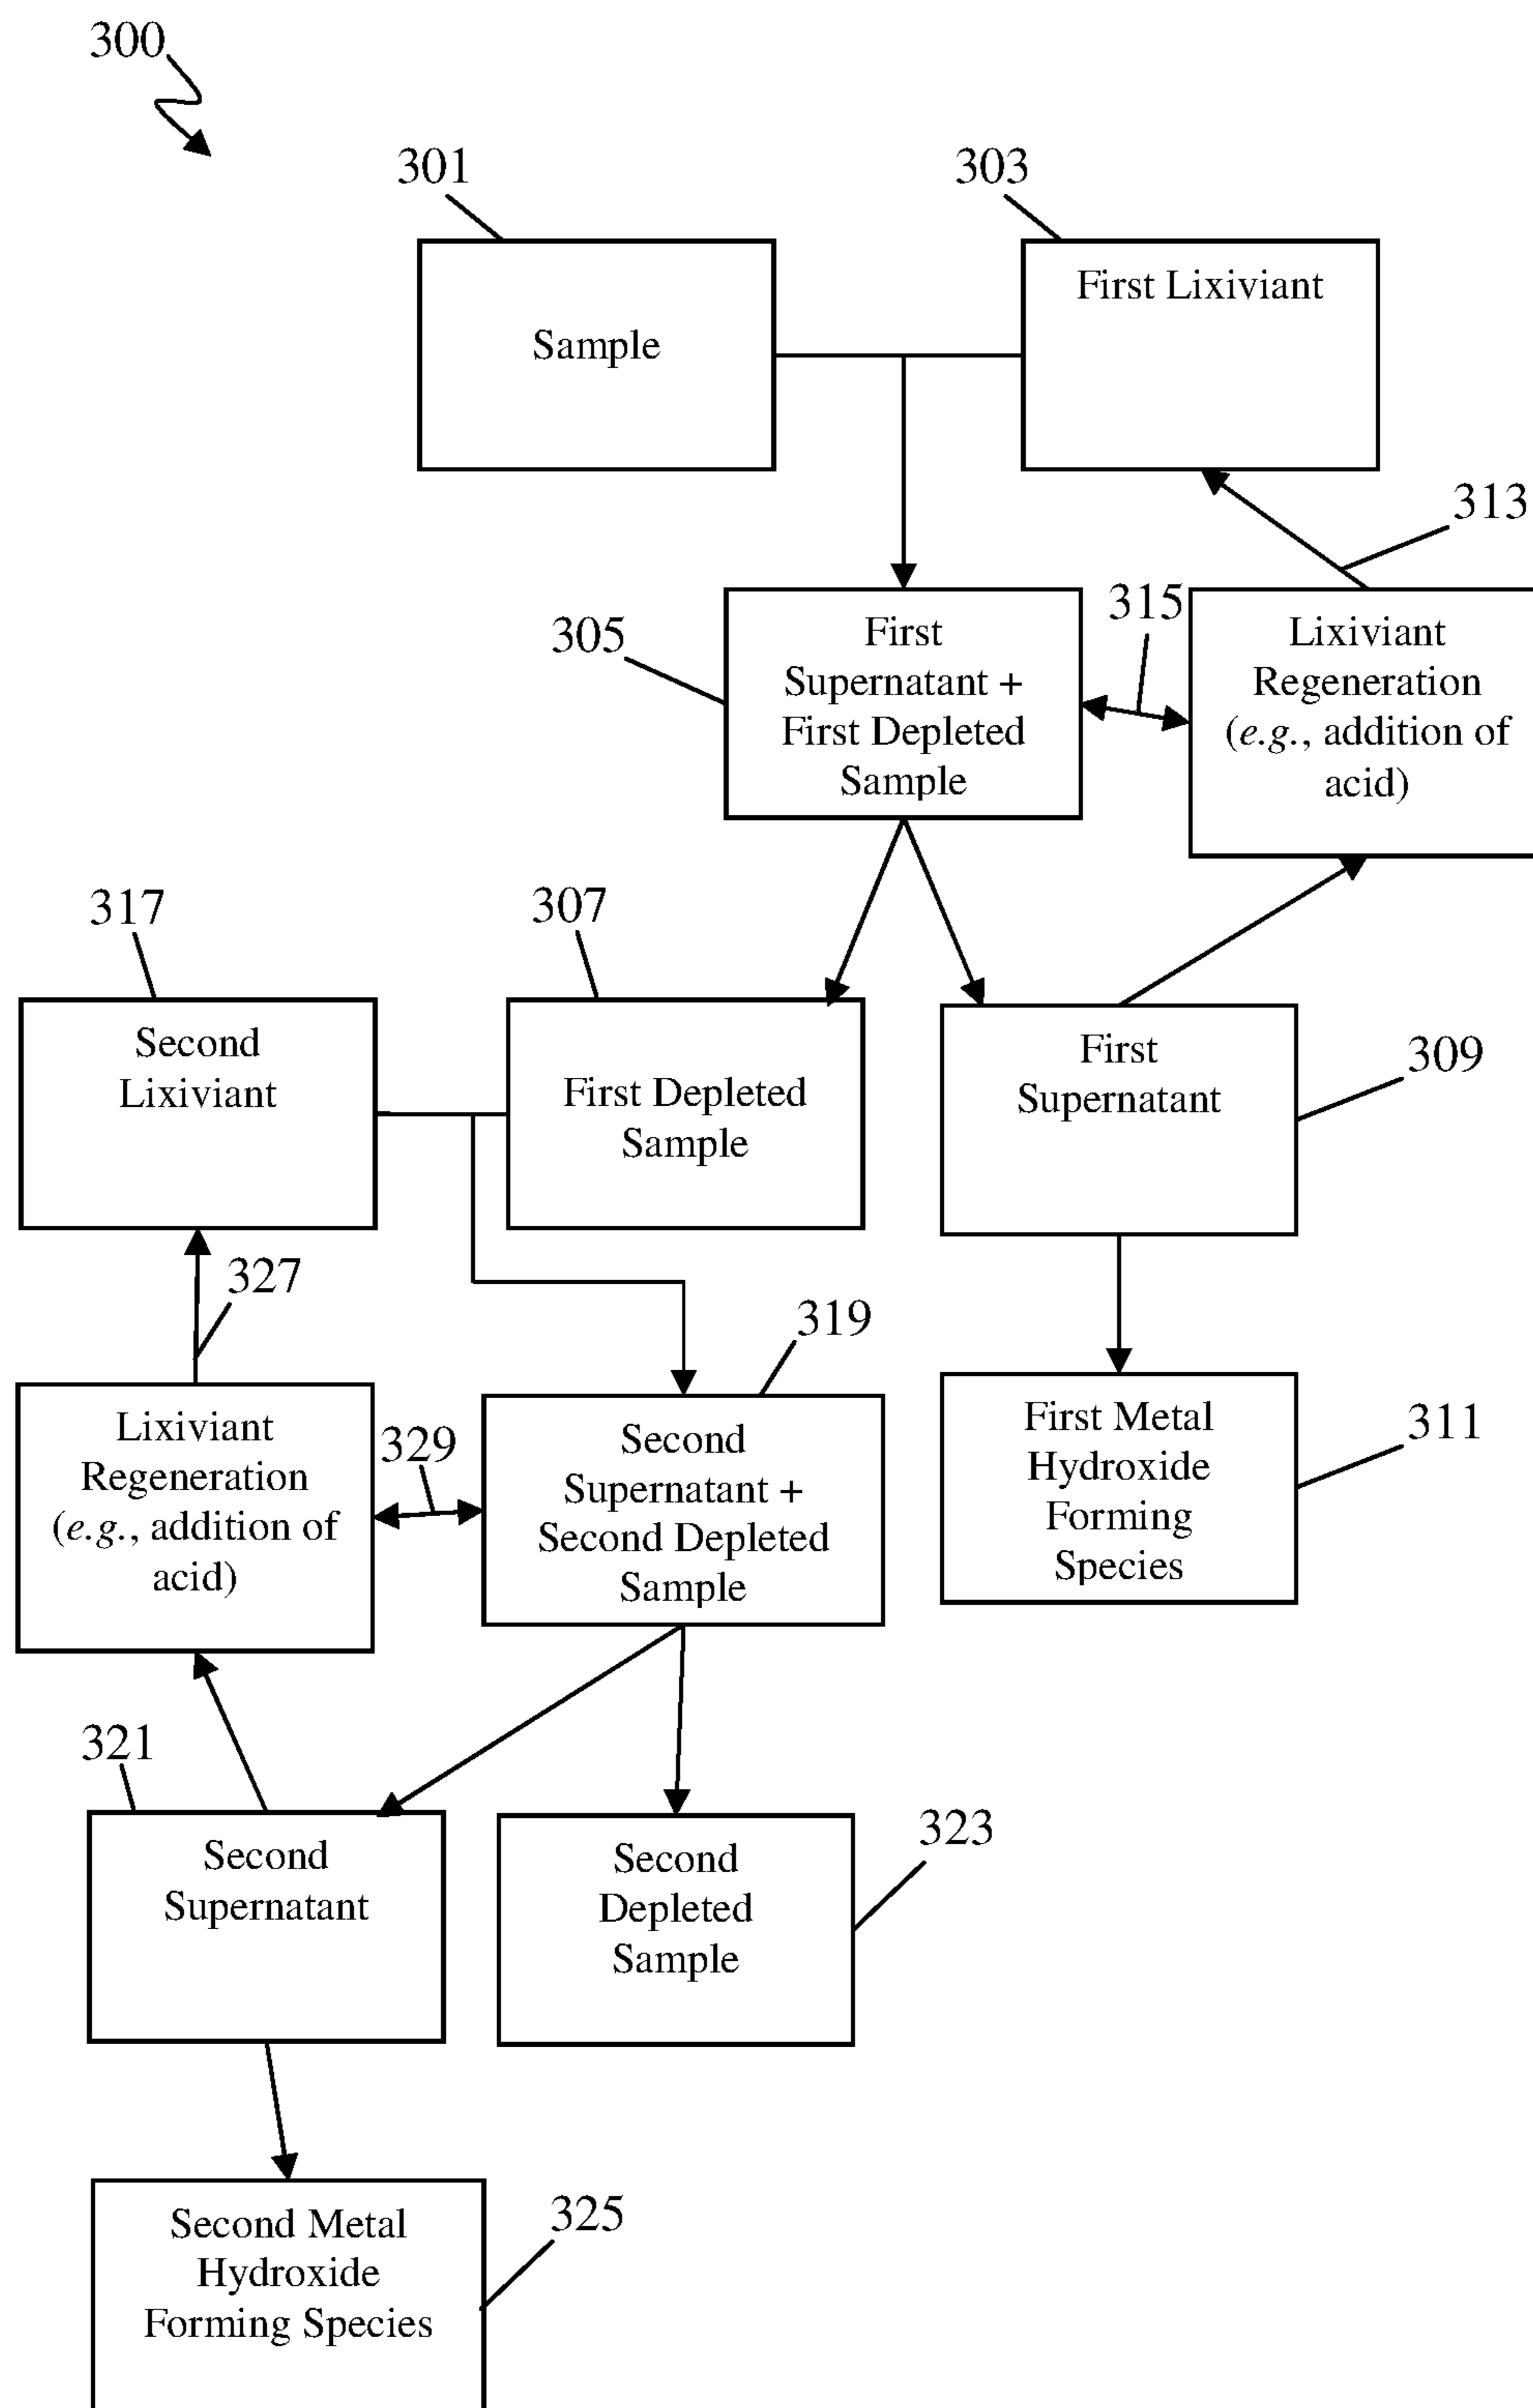 300
301
303
Sample
First Lixiviant
313
315
305
First
Supernatant +
First Depleted
Sample
Lixiviant
Regeneration
(e.g., addition of
acid)
317
307
Second
Lixiviant
First Depleted
Sample
First
Supernatant
309
327
319
Lixiviant
Regeneration
(e.g., addition of
acid)
329
Second
Supernatant +
Second Depleted
Sample
First Metal
Hydroxide
Forming
Species
311
321
Second
Supernatant
Second
Depleted
Sample
323
Second Metal
Hydroxide
Forming Species
325